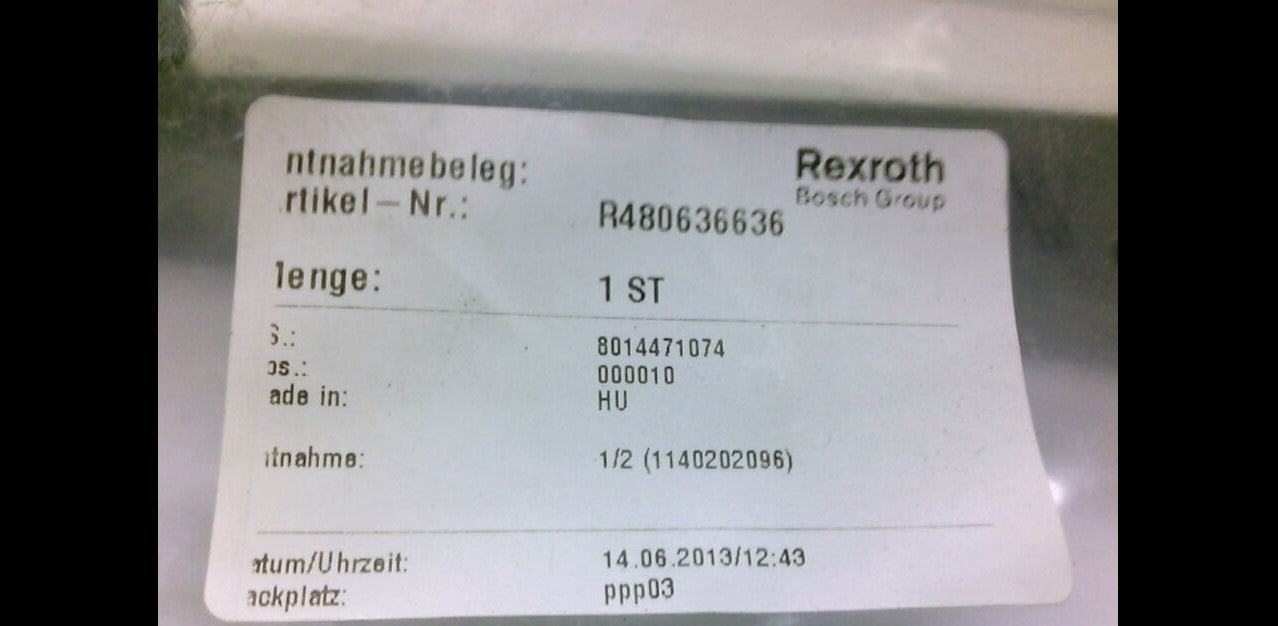 ntnahmebeleg:
Rexroth
Bosch Group
rtikel-Nr.: R480636636
lenge: 1 ST
S.: 8014471074
os.: 000010
ade in: HU
ntnahme: 1/2 (1140202096)
atum/Uhrzeit: 14.06.2013/12:43
ackplatz: ppp03